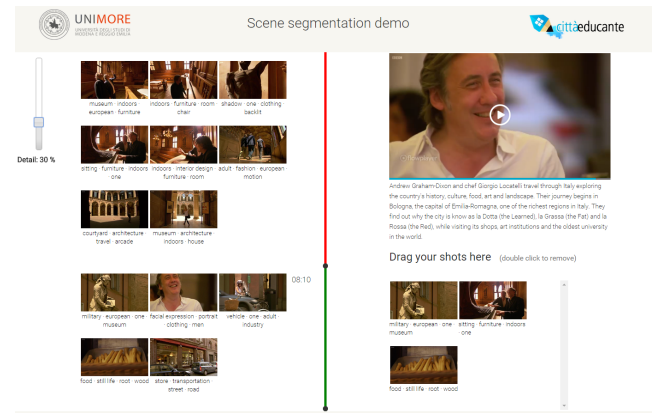 UNIMORE
UNIVERSITÀ DEGLI STUDI DI
MODENA E REGGIO EMILIA
Scene segmentation demo
cittàeducante
Detail: 30 %
museum · indoors
european · furniture
indoors · furniture · room ·
chair
shadow · one · clothing ·
backlit
sitting · furniture · indoors
· one
indoors · interior design ·
furniture · room
adult · fashion · european ·
motion
courtyard · architecture ·
travel · arcade
museum · architecture ·
indoors · house
08:10
military · european · one ·
museum
facial expression · portrait
· clothing · men
vehicle · one · adult ·
industry
food · still life · root · wood
store · transportation ·
street · road
Andrew Graham-Dixon and chef Giorgio Locatelli travel through Italy exploring
the country's history, culture, food, art and landscape. Their journey begins in
Bologna, the capital of Emilia-Romagna, one of the richest regions in Italy. They
find out why the city is know as la Dotta (the Learned), la Grassa (the Fat) and la
Rossa (the Red), while visiting its shops, art institutions and the oldest university
in the world.
Drag your shots here (double click to remove)
military · european · one ·
museum
sitting · furniture · indoors
· one
food · still life · root · wood